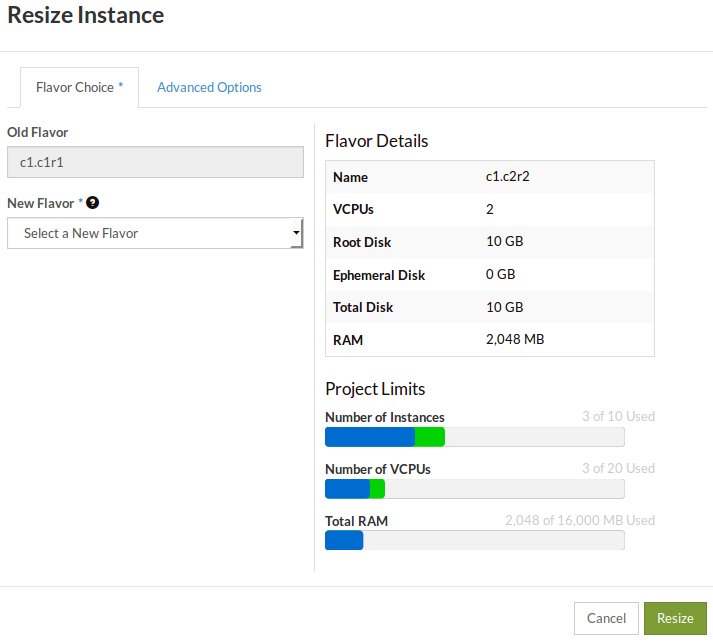 Resize Instance
Flavor Choice *
Advanced Options
Old Flavor
c1.c1r1
New Flavor * ?
Select a New Flavor
Flavor Details
Name c1.c2r2
VCPUs 2
Root Disk 10 GB
Ephemeral Disk 0 GB
Total Disk 10 GB
RAM 2,048 MB
Project Limits
Number of Instances 3 of 10 Used
Number of VCPUs 3 of 20 Used
Total RAM 2,048 of 16,000 MB Used
Cancel
Resize